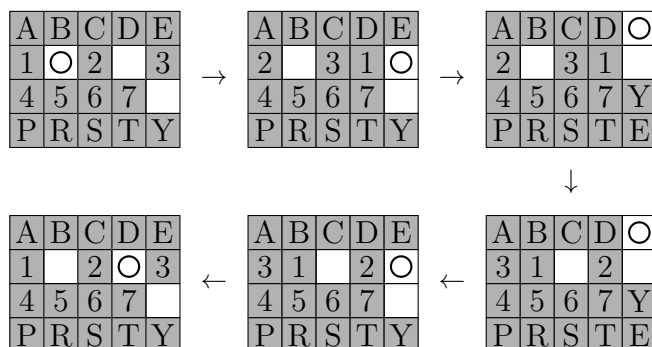 A B C D E
1 ○ 2 3
4 5 6 7
P R S T Y
→
A B C D E
2 3 1 ○
4 5 6 7
P R S T Y
→
A B C D ○
2 3 1
4 5 6 7 Y
P R S T E
↓
A B C D E
1 2 ○ 3
4 5 6 7
P R S T Y
←
A B C D E
3 1 2 ○
4 5 6 7
P R S T Y
←
A B C D ○
3 1 2
4 5 6 7 Y
P R S T E